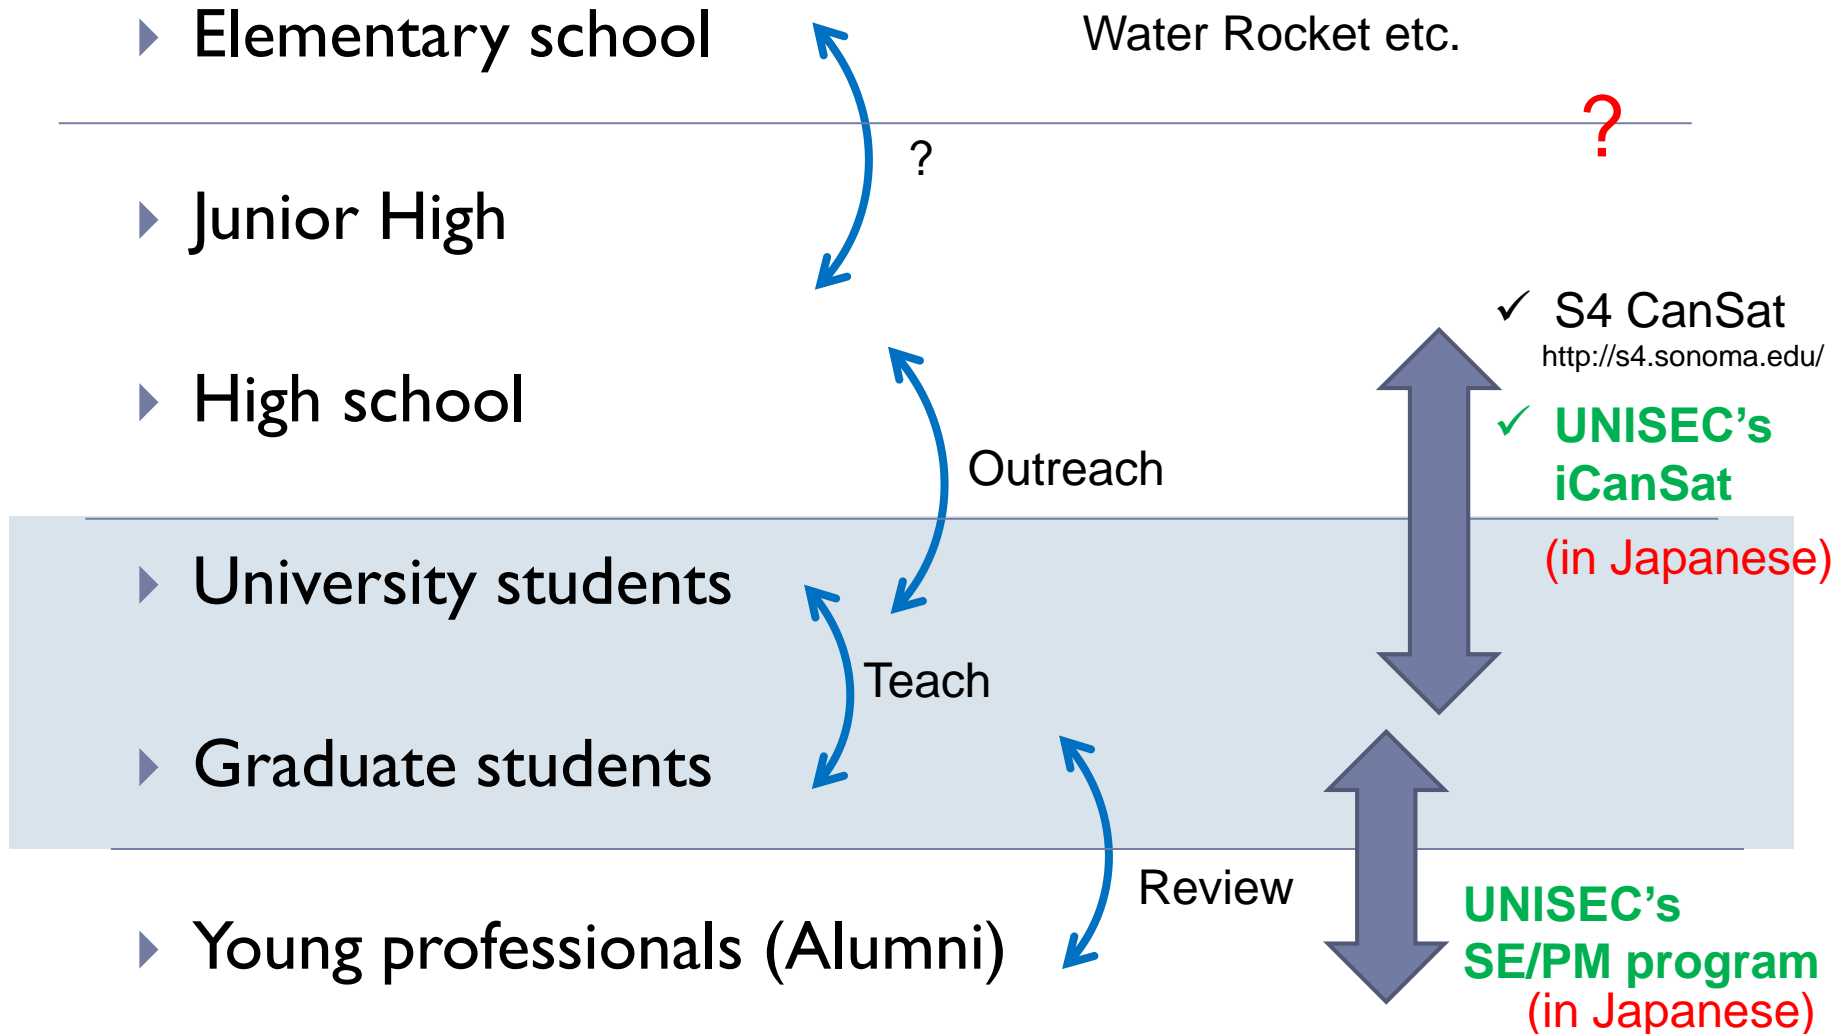 Elementary school
Water Rocket etc.
?
?
Junior High
✓ S4 CanSat
http://s4.sonoma.edu/
High school
✓ UNISEC’s
iCanSat
Outreach
(in Japanese)
University students
Teach
Graduate students
Review
UNISEC’s
Young professionals (Alumni)
SE/PM program
(in Japanese)